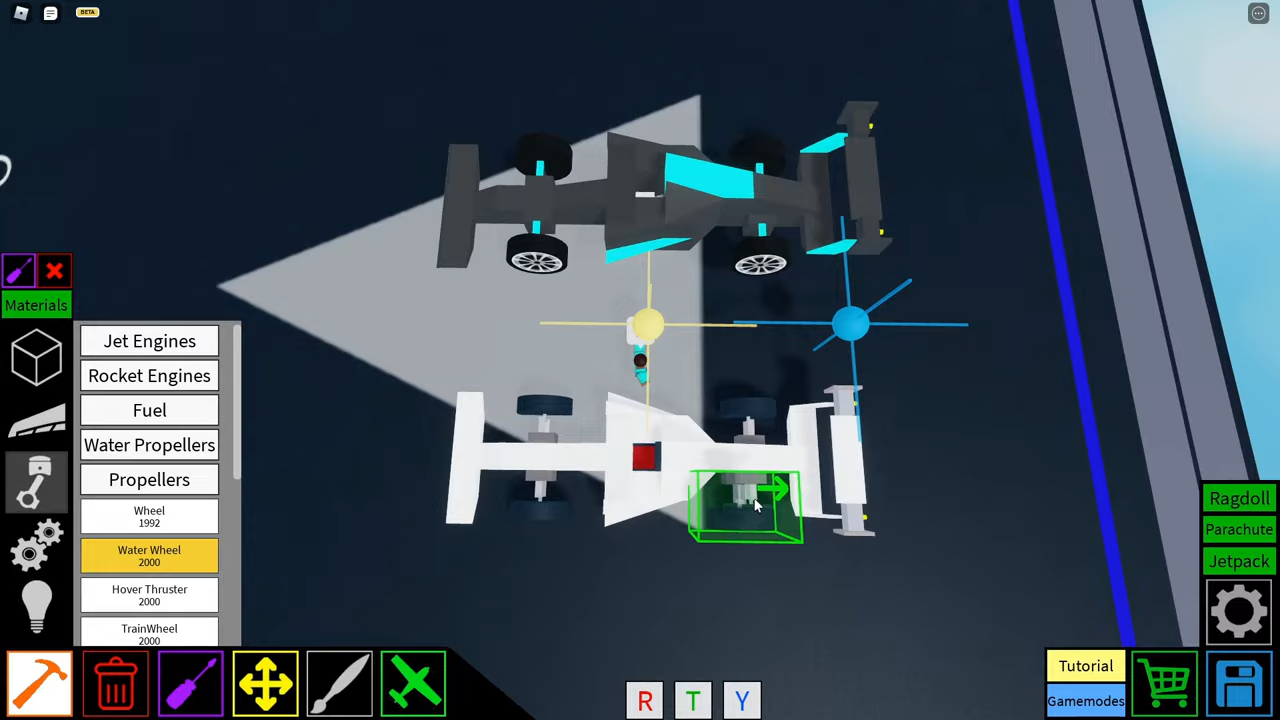 BETA
Materials
Jet Engines
Rocket Engines
Fuel
Water Propellers
Propellers
Wheel
1992
Water Wheel
2000
Hover Thruster
2000
TrainWheel
2000
Ragdoll
Parachute
Jetpack
Tutorial
Gamemodes
R
T
Y